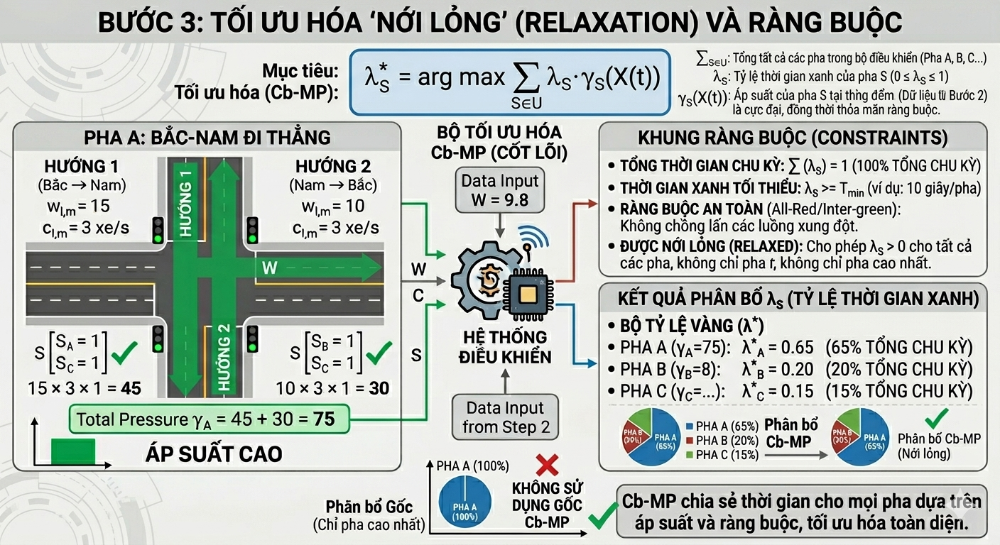 BƯỚC 3: TỐI ƯU HÓA ‘NỚI LỎNG’ (RELAXATION) VÀ RÀNG BUỘC
Mục tiêu:
Tối ưu hóa (Cb-MP):
λ*S = arg max ∑S∈U λS·γS(X(t))
∑S∈U: Tổng tất cả các pha trong bộ điều khiển (Pha A, B, C...)
λS: Tỷ lệ thời gian xanh của pha S (0 ≤ λS ≤ 1)
γS(X(t)): Áp suất của pha S tại thìng đểm (Dữ liệu từ Bước 2)
là cực đại, đồng thời thỏa mãn ràng buộc.
PHA A: BẮC-NAM ĐI THẲNG
HƯỚNG 1
(Bắc → Nam)
wl,m = 15
cl,m = 3 xe/s
HƯỚNG 2
(Nam → Bắc)
wl,m = 10
cl,m = 3 xe/s
HƯỚNG 1
W
HƯỚNG 2
S [SA = 1
SC = 1]
15 × 3 × 1 = 45
S [SB = 1
SC = 1]
10 × 3 × 1 = 30
Total Pressure γA = 45 + 30 = 75
ÁP SUẤT CAO
BỘ TỐI ƯU HÓA
Cb-MP (CỐT LÕI)
Data Input
W = 9.8
W
C
S
HỆ THỐNG
ĐIỀU KHIỂN
Data Input
from Step 2
KHUNG RÀNG BUỘC (CONSTRAINTS)
• TỔNG THỜI GIAN CHU KỲ: ∑ (λS) = 1 (100% TỔNG CHU KỲ)
• THỜI GIAN XANH TỐI THIỂU: λS >= Tmin (ví dụ: 10 giây/pha)
• RÀNG BUỘC AN TOÀN (All-Red/Inter-green):
Không chồng lấn các luồng xung đột.
• ĐƯỢC NỚI LỎNG (RELAXED): Cho phép λS > 0 cho tất cả
các pha, không chỉ pha r, không chỉ pha cao nhất.
KẾT QUẢ PHÂN BỔ λS (TỶ LỆ THỜI GIAN XANH)
• BỘ TỶ LỆ VÀNG (λ*)
• PHA A (γA=75): λ*A = 0.65 (65% TỔNG CHU KỲ)
• PHA B (γB=8): λ*B = 0.20 (20% TỔNG CHU KỲ)
• PHA C (γC=...): λ*C = 0.15 (15% TỔNG CHU KỲ)
PHA B
PHA A
PHA A (65%)
PHA B (20%)
PHA C (15%)
Phân bổ
Cb-MP
PHA A
(65%)
Phân bố Cb-MP
(Nới lỏng)
Phân bổ Gốc
(Chỉ pha cao nhất)
PHA A (100%)
PHA A
(100%)
KHÔNG SỬ
DỤNG GỐC
Cb-MP
Cb-MP chia sẻ thời gian cho mọi pha dựa trên
áp suất và ràng buộc, tối ưu hóa toàn diện.